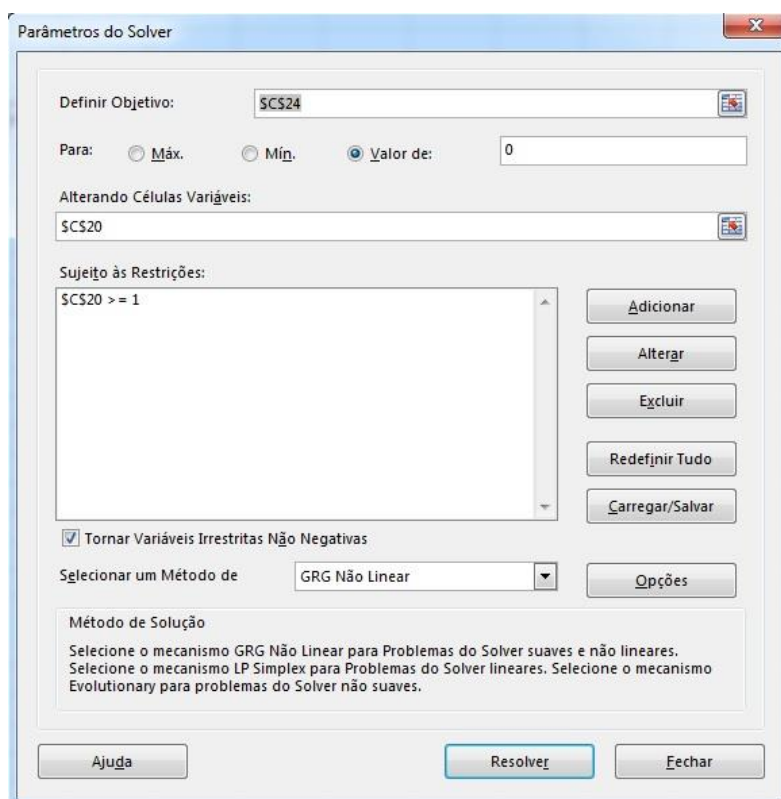 Parâmetros do Solver
Definir Objetivo: $C$24
Para: Máx. Mín. Valor de: 0
Alterando Células Variáveis:
$C$20
Sujeito às Restrições:
$C$20 >= 1
Adicionar
Alterar
Excluir
Redefinir Tudo
Carregar/Salvar
Tornar Variáveis Irrestritas Não Negativas
Selecionar um Método de GRG Não Linear Opções
Método de Solução
Selecione o mecanismo GRG Não Linear para Problemas do Solver suaves e não lineares.
Selecione o mecanismo LP Simplex para Problemas do Solver lineares. Selecione o mecanismo
Evolutionary para problemas do Solver não suaves.
Ajuda Resolver Fechar